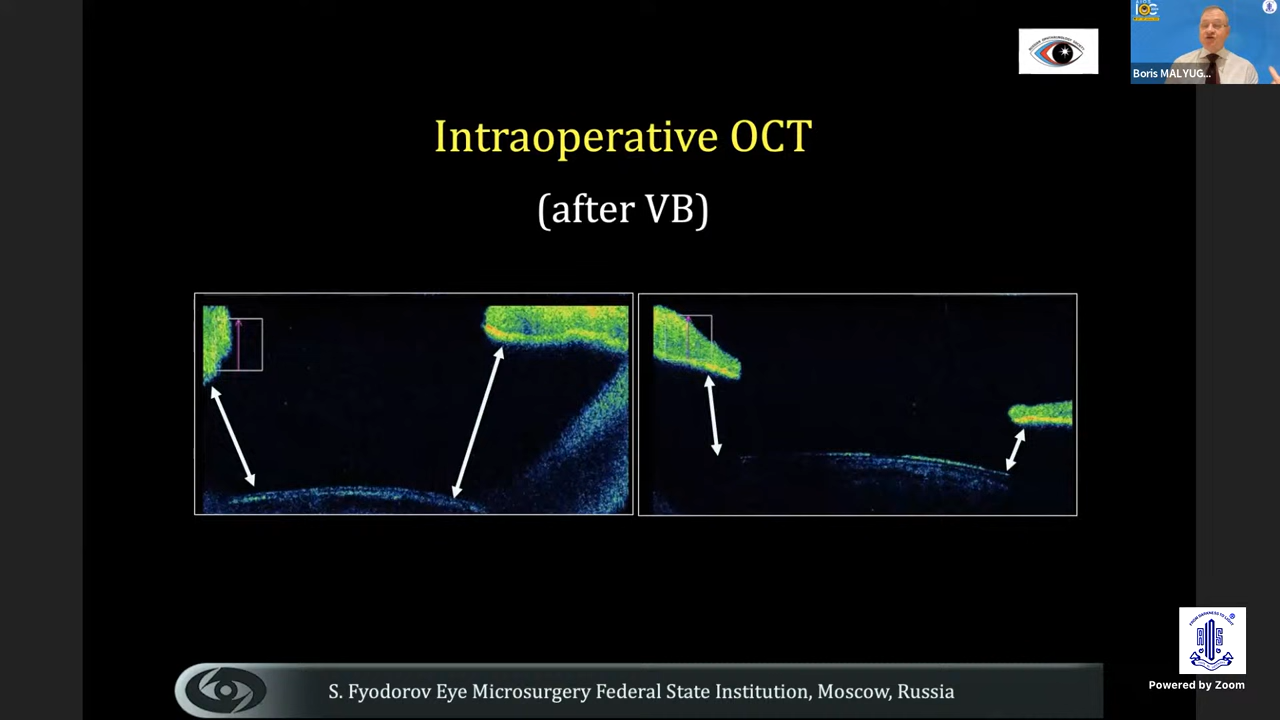 Intraoperative OCT
(after VB)
Boris MALYUG...
S. Fyodorov Eye Microsurgery Federal State Institution, Moscow, Russia
Powered by Zoom